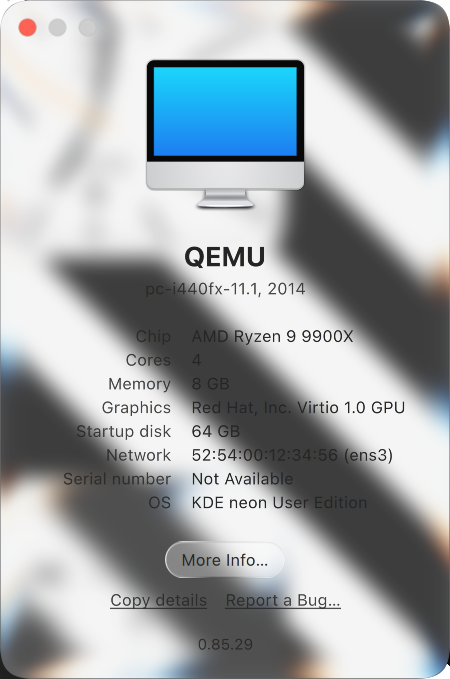 QEMU
pc-i440fx-11.1, 2014
Chip AMD Ryzen 9 9900X
Cores 4
Memory 8 GB
Graphics Red Hat, Inc. Virtio 1.0 GPU
Startup disk 64 GB
Network 52:54:00:12:34:56 (ens3)
Serial number Not Available
OS KDE neon User Edition
More Info...
Copy details Report a Bug...
0.85.29